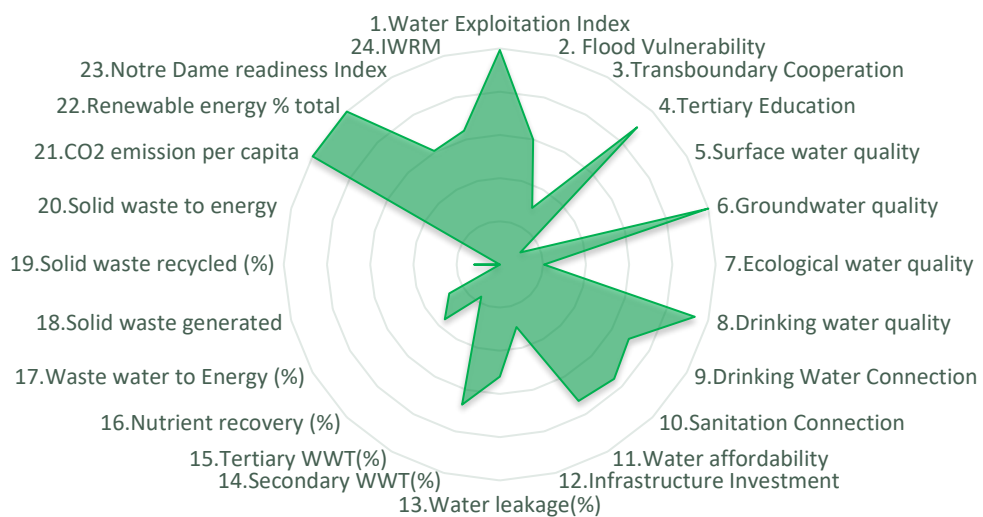 1.Water Exploitation Index
2. Flood Vulnerability
3.Transboundary Cooperation
4.Tertiary Education
5.Surface water quality
6.Groundwater quality
7.Ecological water quality
8.Drinking water quality
9.Drinking Water Connection
10.Sanitation Connection
11.Water affordability
12.Infrastructure Investment
13.Water leakage(%)
14.Secondary WWT(%)
15.Tertiary WWT(%)
16.Nutrient recovery (%)
17.Waste water to Energy (%)
18.Solid waste generated
19.Solid waste recycled (%)
20.Solid waste to energy
21.CO2 emission per capita
22.Renewable energy % total
23.Notre Dame readiness Index
24.IWRM